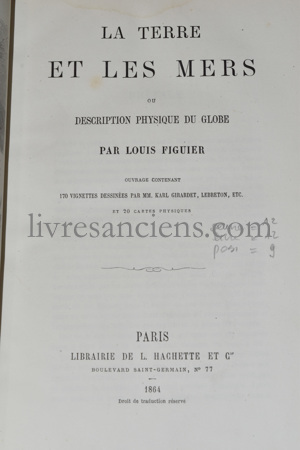 LA TERRE
ET LES MERS
OU
DESCRIPTION PHYSIQUE DU GLOBE
PAR LOUIS FIGUIER
OUVRAGE CONTENANT
170 VIGNETTES DESSINÉES PAR MM. KARL GIRARDET, LEBRETON, ETC.
ET 20 CARTES PHYSIQUES
livresanciens.com
= 9
PARIS
LIBRAIRIE DE L. HACHETTE ET Cie
BOULEVARD SAINT-GERMAIN, Nº 77
1864
Droit de traduction réservé